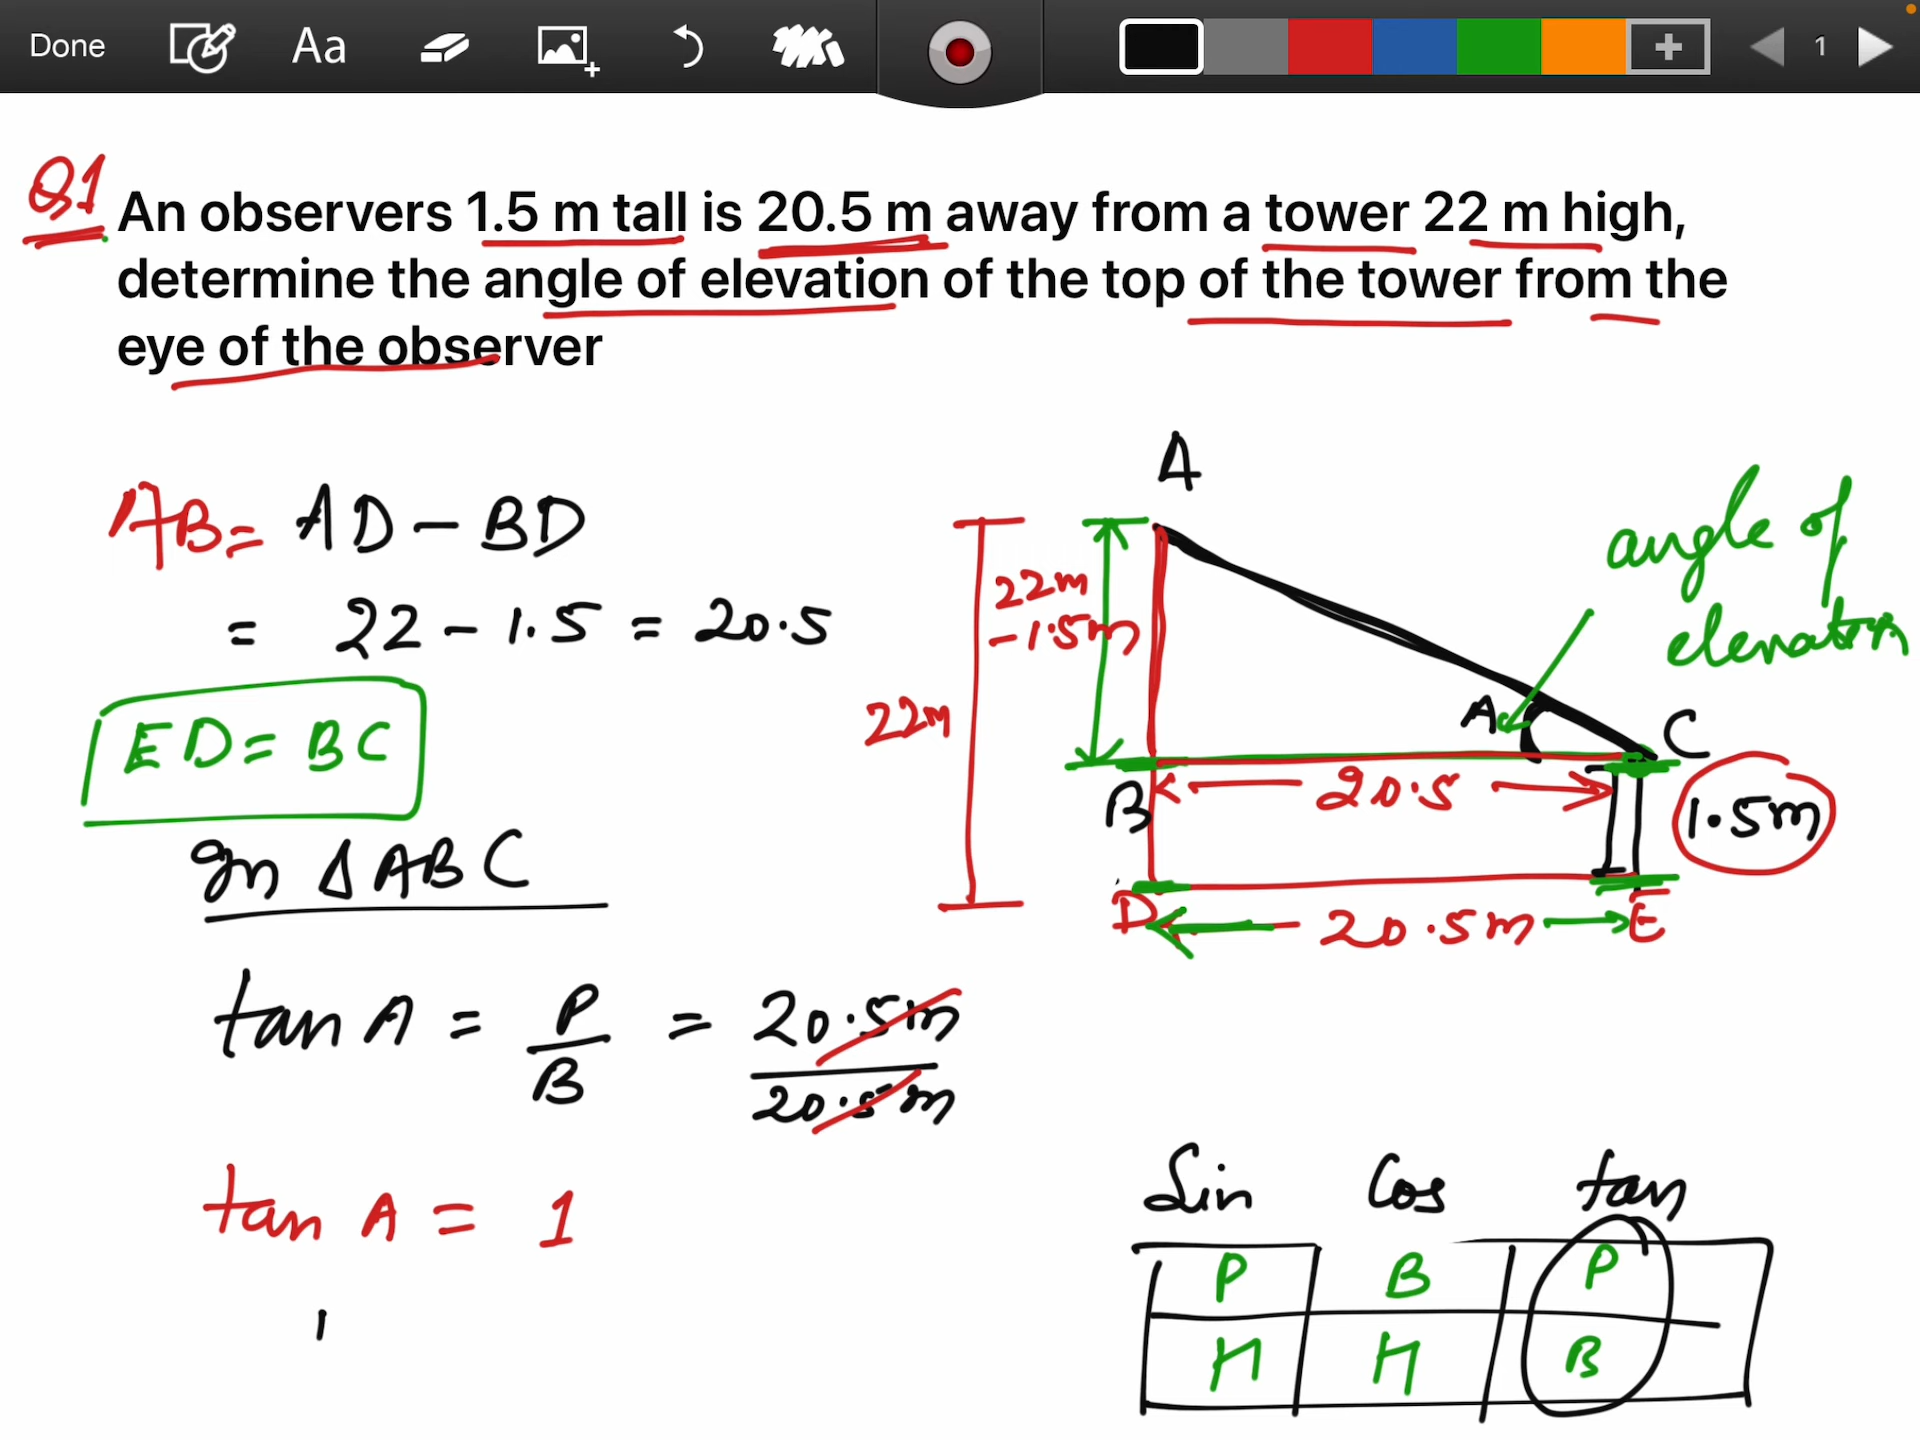 Done
Aa
1
Q1
An observers 1.5 m tall is 20.5 m away from a tower 22 m high,
determine the angle of elevation of the top of the tower from the
eye of the observer
AB = AD - BD
= 22 - 1.5 = 20.5
ED = BC
In Δ ABC
tan A = P/B = 20.5m/20.5m
tan A = 1
A
22m
-1.5m
22m
angle of
elevation
A
C
B
20.5
1.5m
D
20.5m
E
Sin Cos tan
P B P
H H B